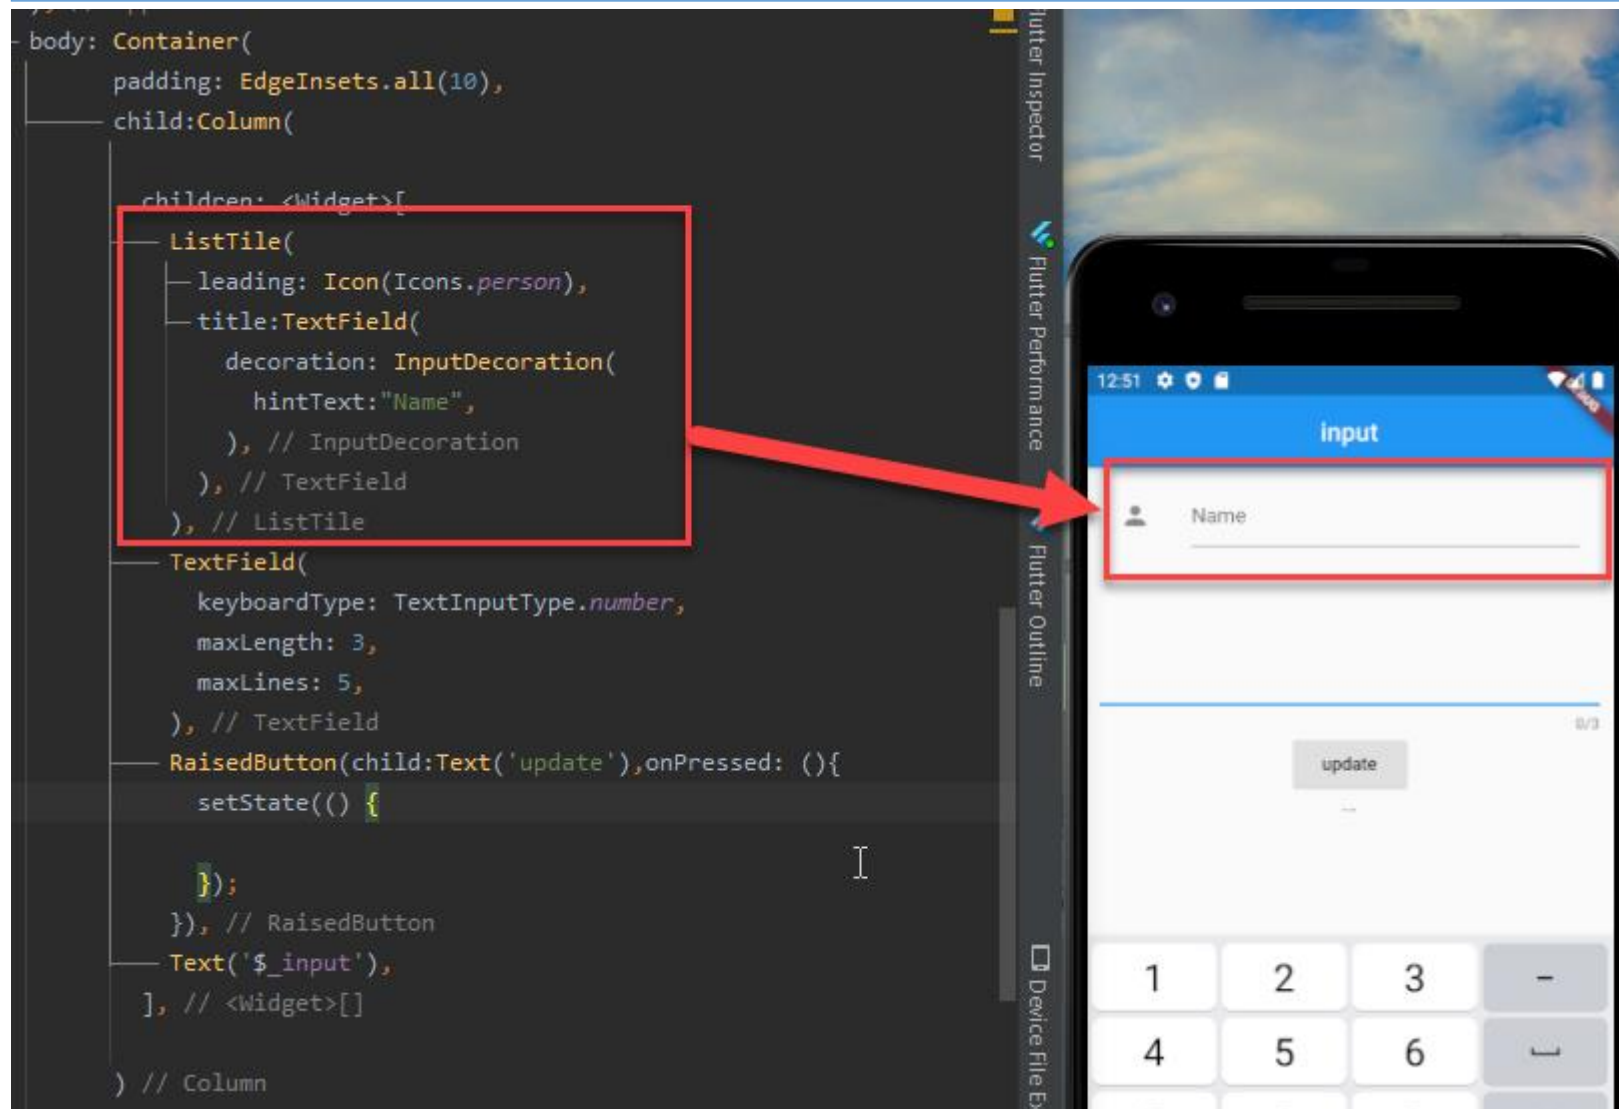 body: Container(
padding: EdgeInsets.all(10),
child:Column(
children: <Widget>[
ListTile(
leading: Icon(Icons.person),
title:TextField(
decoration: InputDecoration(
hintText:"Name",
), // InputDecoration
), // TextField
), // ListTile
TextField(
keyboardType: TextInputType.number,
maxLength: 3,
maxLines: 5,
), // TextField
RaisedButton(child:Text('update'),onPressed: (){
setState(() {
});
}), // RaisedButton
Text('$_input'),
], // <Widget>[]
) // Column
Flutter Inspector
Flutter Performance
Flutter Outline
Device File Ex
12:51
input
Name
0/3
update
1 2 3 -
4 5 6